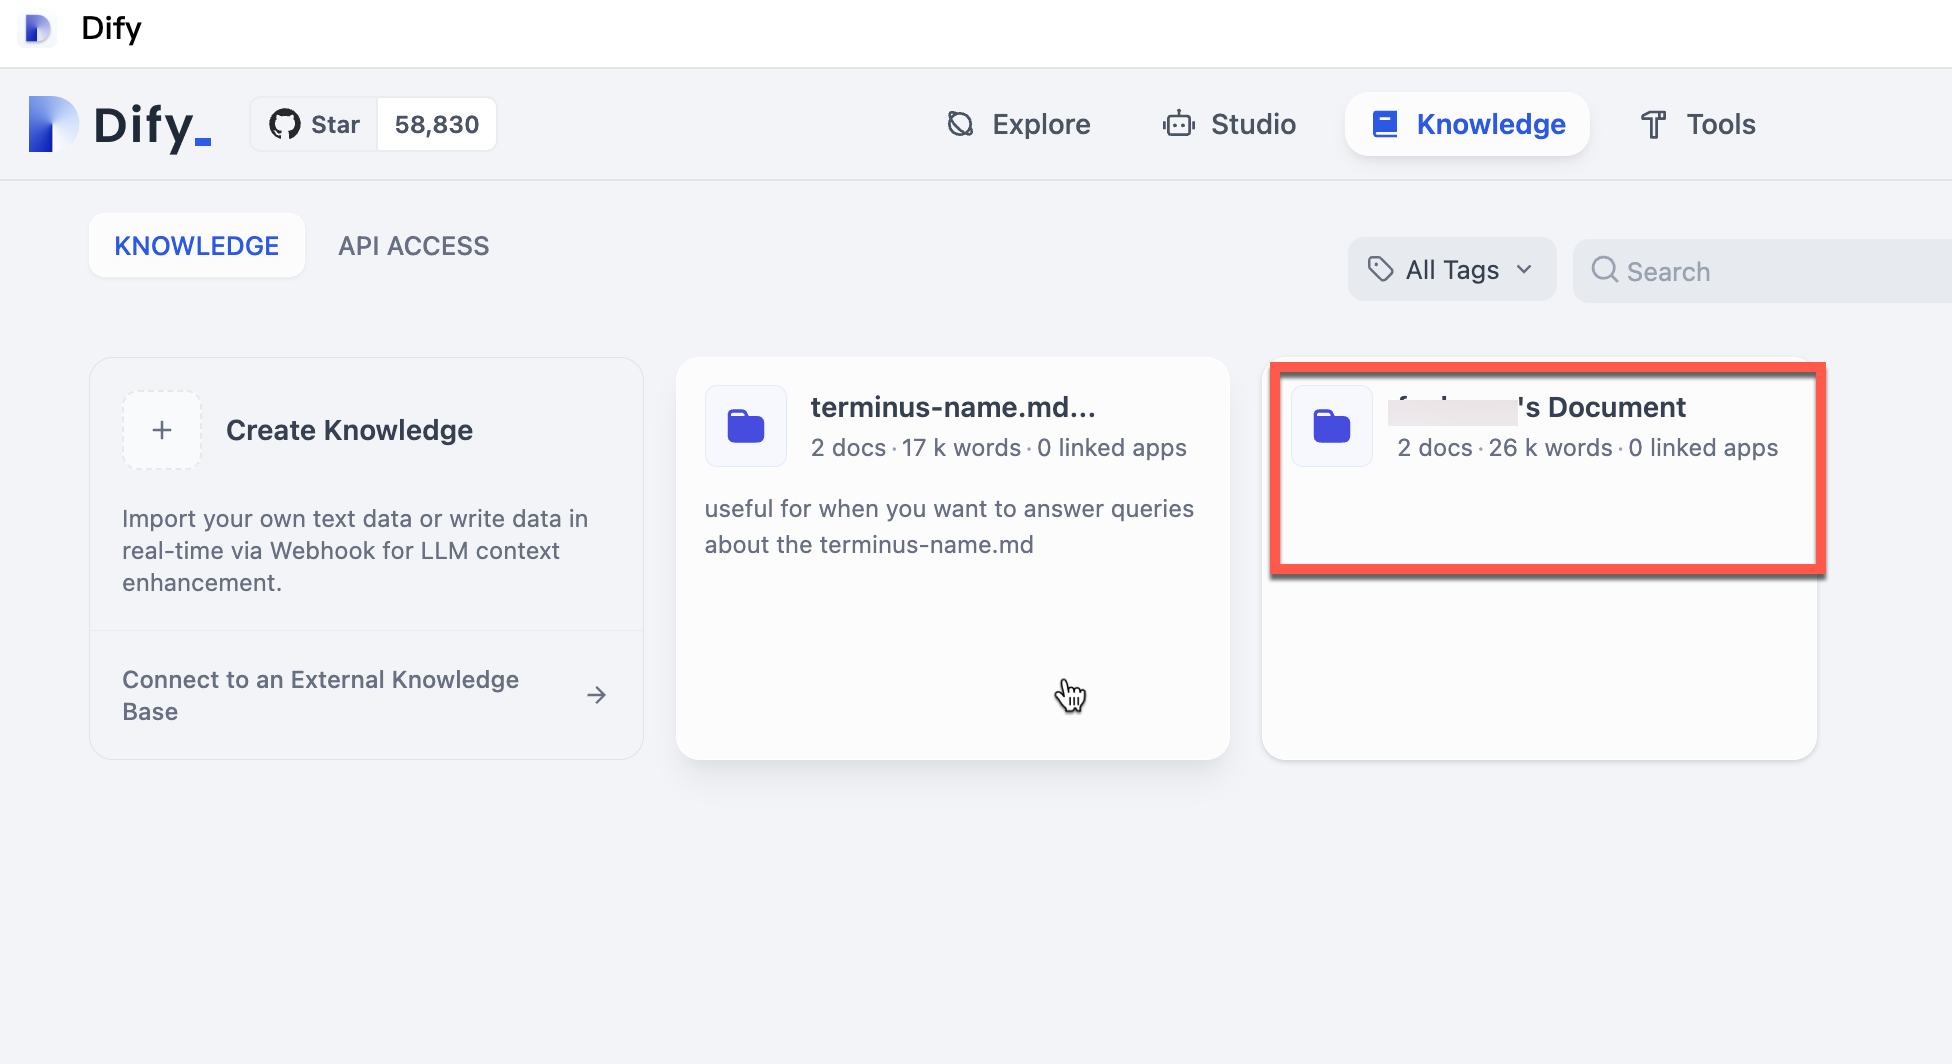 Dify
Dify_
Star 58,830
Explore
Studio
Knowledge
Tools
KNOWLEDGE
API ACCESS
All Tags
Search
+ Create Knowledge
Import your own text data or write data in
real-time via Webhook for LLM context
enhancement.
Connect to an External Knowledge
Base
terminus-name.md...
2 docs · 17 k words · 0 linked apps
useful for when you want to answer queries
about the terminus-name.md
's Document
2 docs · 26 k words · 0 linked apps